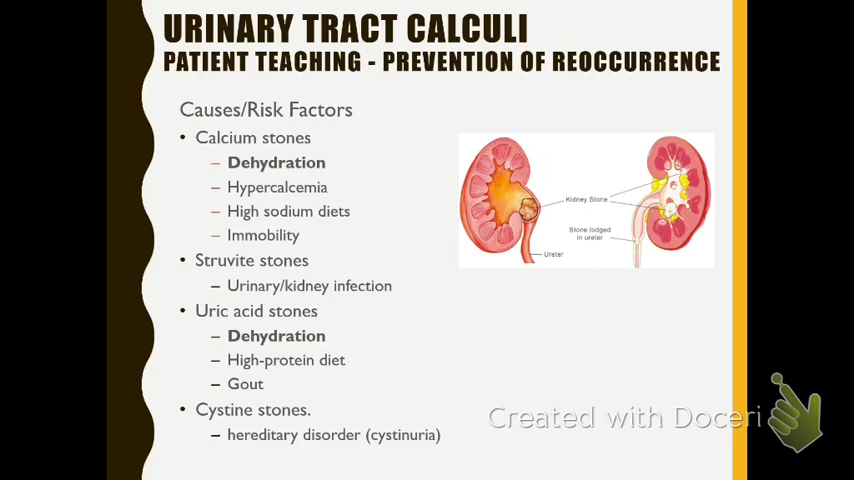 URINARY TRACT CALCULI
PATIENT TEACHING - PREVENTION OF REOCCURRENCE
Causes/Risk Factors
• Calcium stones
– Dehydration
– Hypercalcemia
– High sodium diets
– Immobility
• Struvite stones
– Urinary/kidney infection
• Uric acid stones
– Dehydration
– High-protein diet
– Gout
• Cystine stones.
– hereditary disorder (cystinuria)
Kidney Stone
Stone lodged
in ureter
Ureter
Created with Doceri